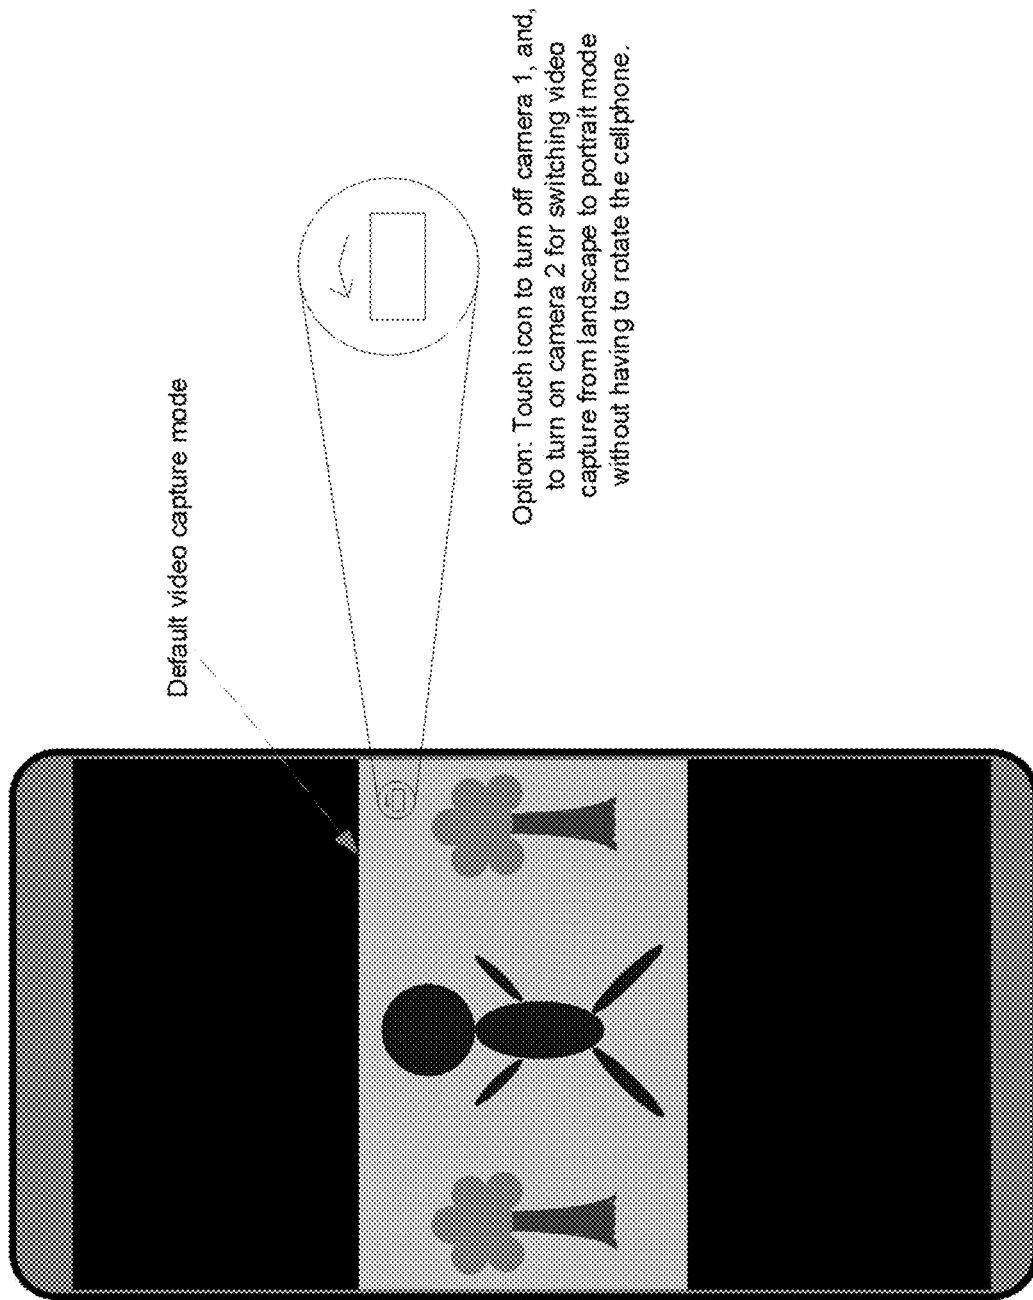 Default video capture mode
Option: Touch icon to turn off camera 1, and,
to turn on camera 2 for switching video
capture from landscape to portrait mode
without having to rotate the cellphone.